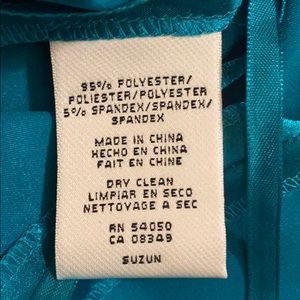 95% POLYESTER/
POLIESTER/POLYESTER
5% SPANDEX/SPANDEX/
SPANDEX
MADE IN CHINA
HECHO EN CHINA
FAIT EN CHINE
DRY CLEAN
LIMPIAR EN SECO
NETTOYAGE A SEC
RN 54050
CA 08349
SUZUN